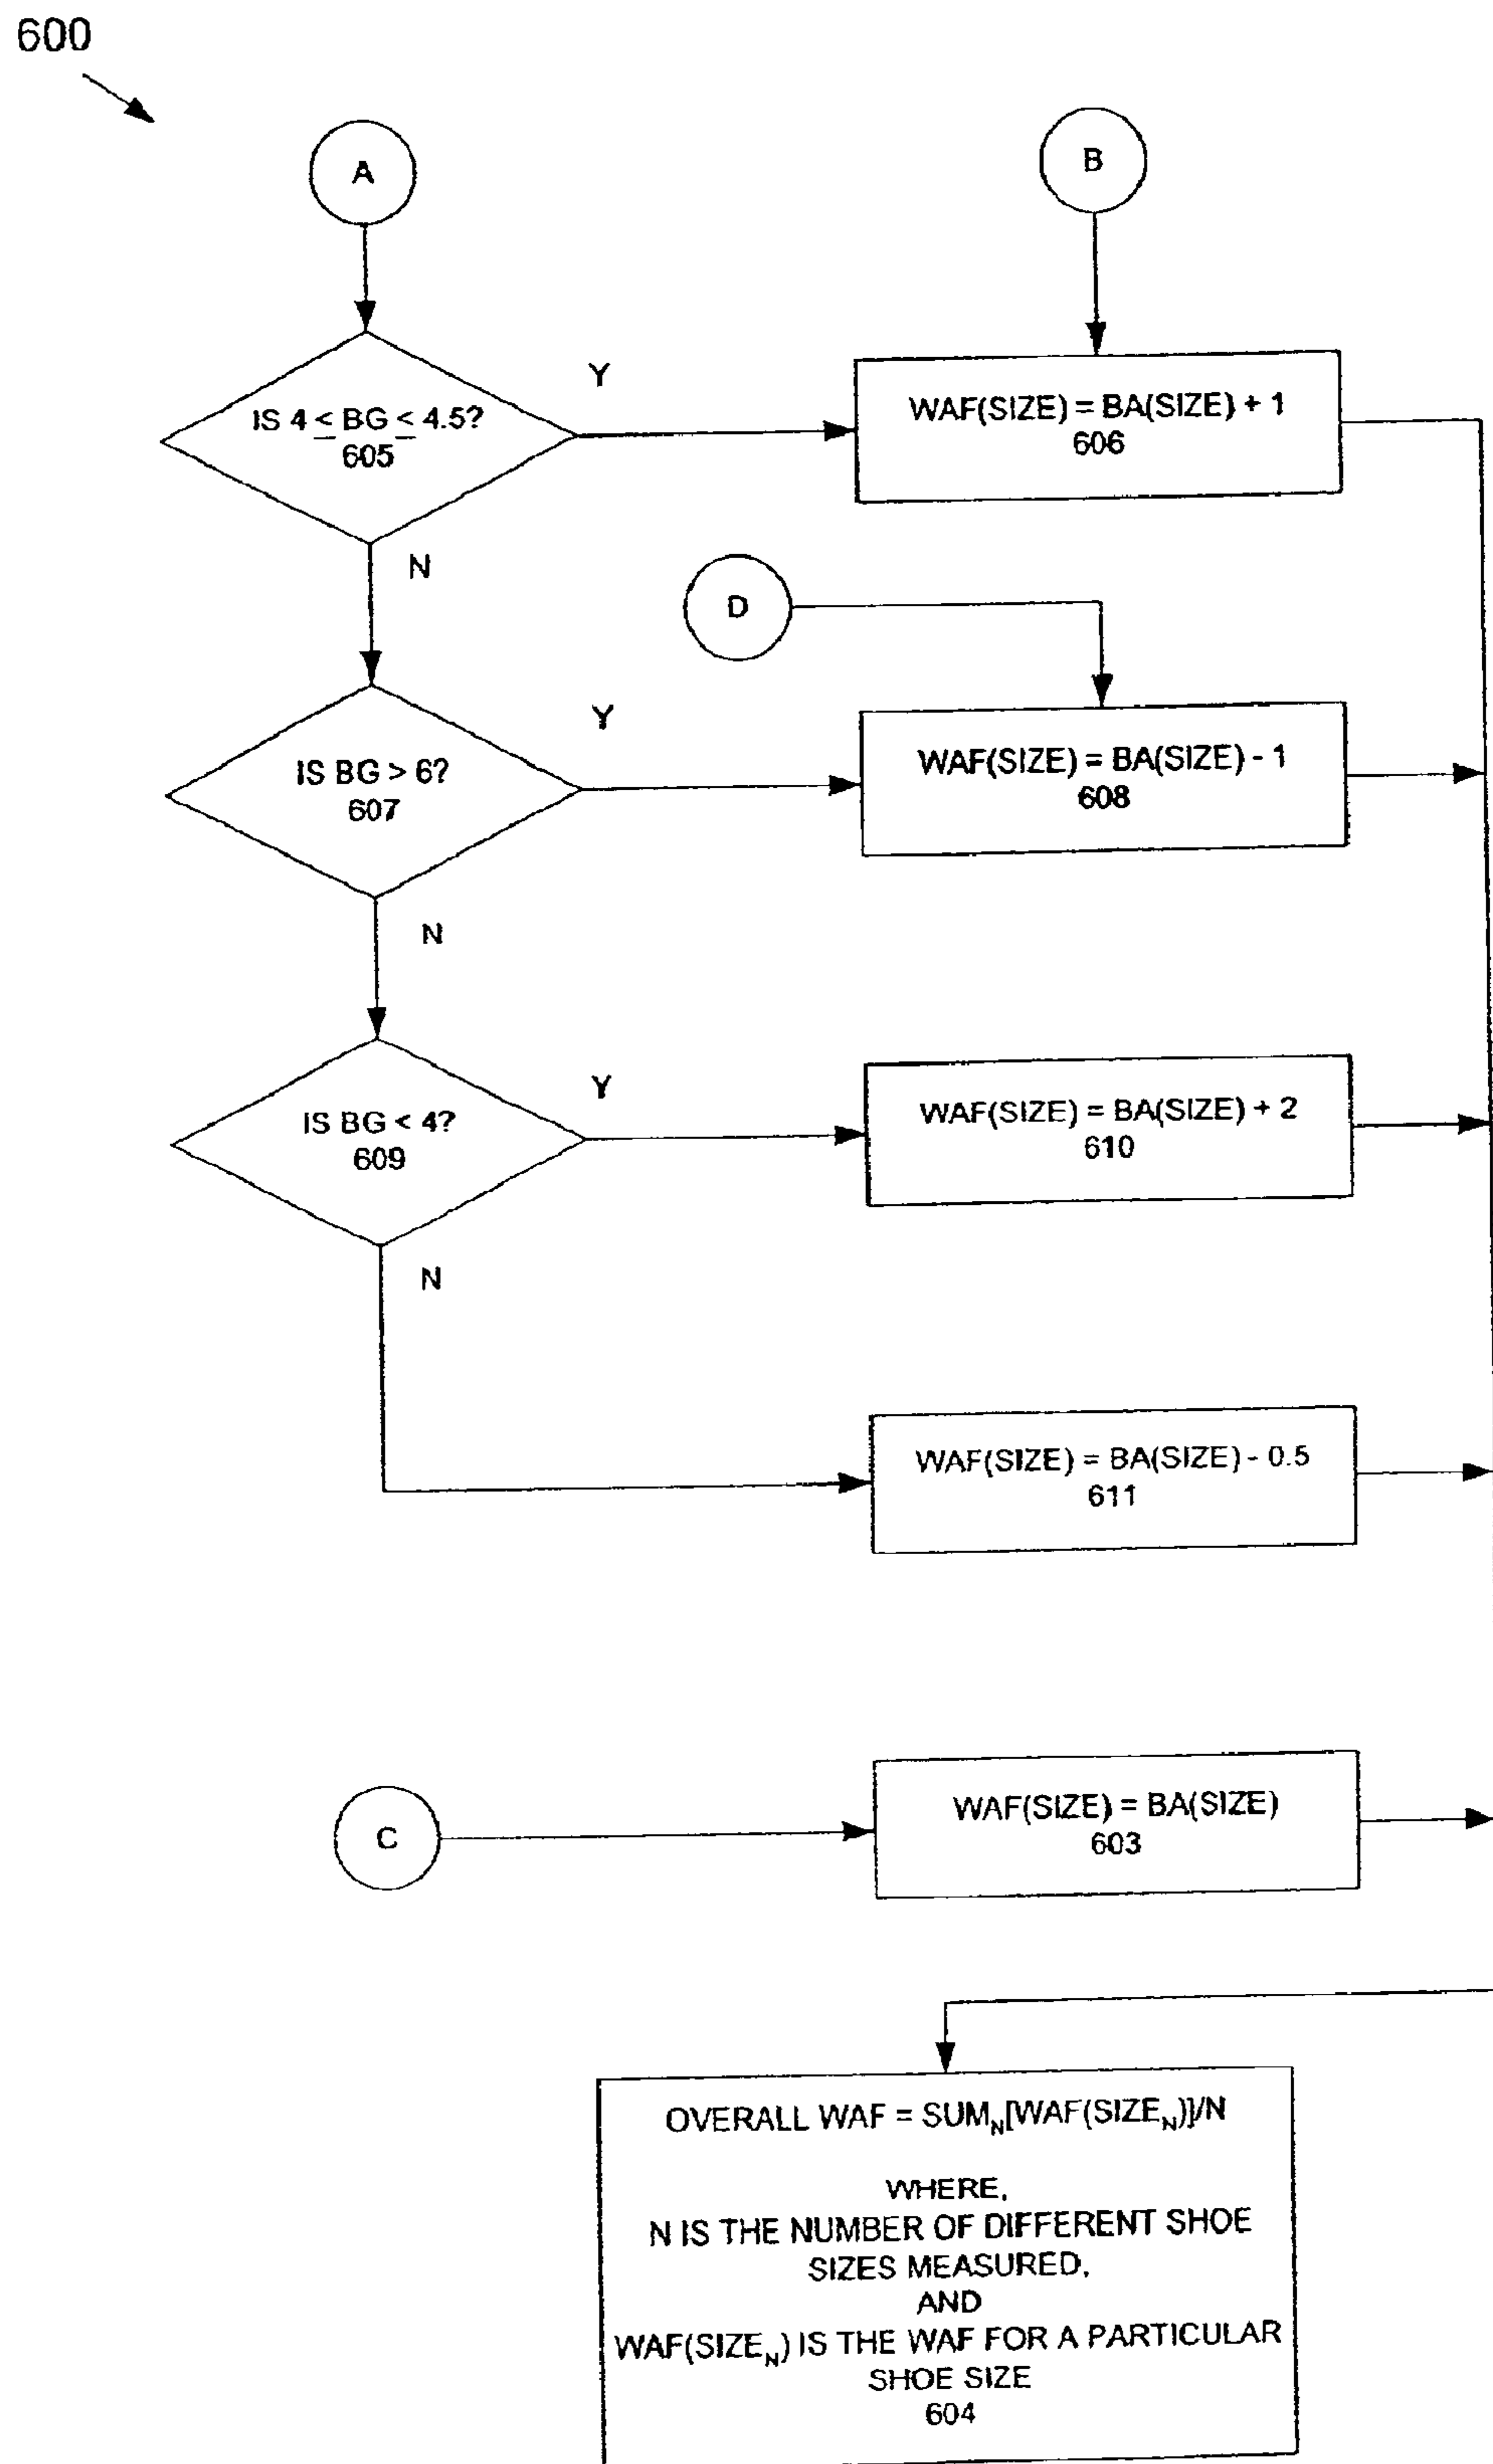 600
A
B
IS 4 ≤ BG ≤ 4.5?
605
Y
WAF(SIZE) = BA(SIZE) + 1
606
N
D
IS BG > 6?
607
Y
WAF(SIZE) = BA(SIZE) - 1
608
N
IS BG < 4?
609
Y
WAF(SIZE) = BA(SIZE) + 2
610
N
WAF(SIZE) = BA(SIZE) - 0.5
611
C
WAF(SIZE) = BA(SIZE)
603
OVERALL WAF = SUM_N[WAF(SIZE_N)]/N
WHERE,
N IS THE NUMBER OF DIFFERENT SHOE
SIZES MEASURED,
AND
WAF(SIZE_N) IS THE WAF FOR A PARTICULAR
SHOE SIZE
604